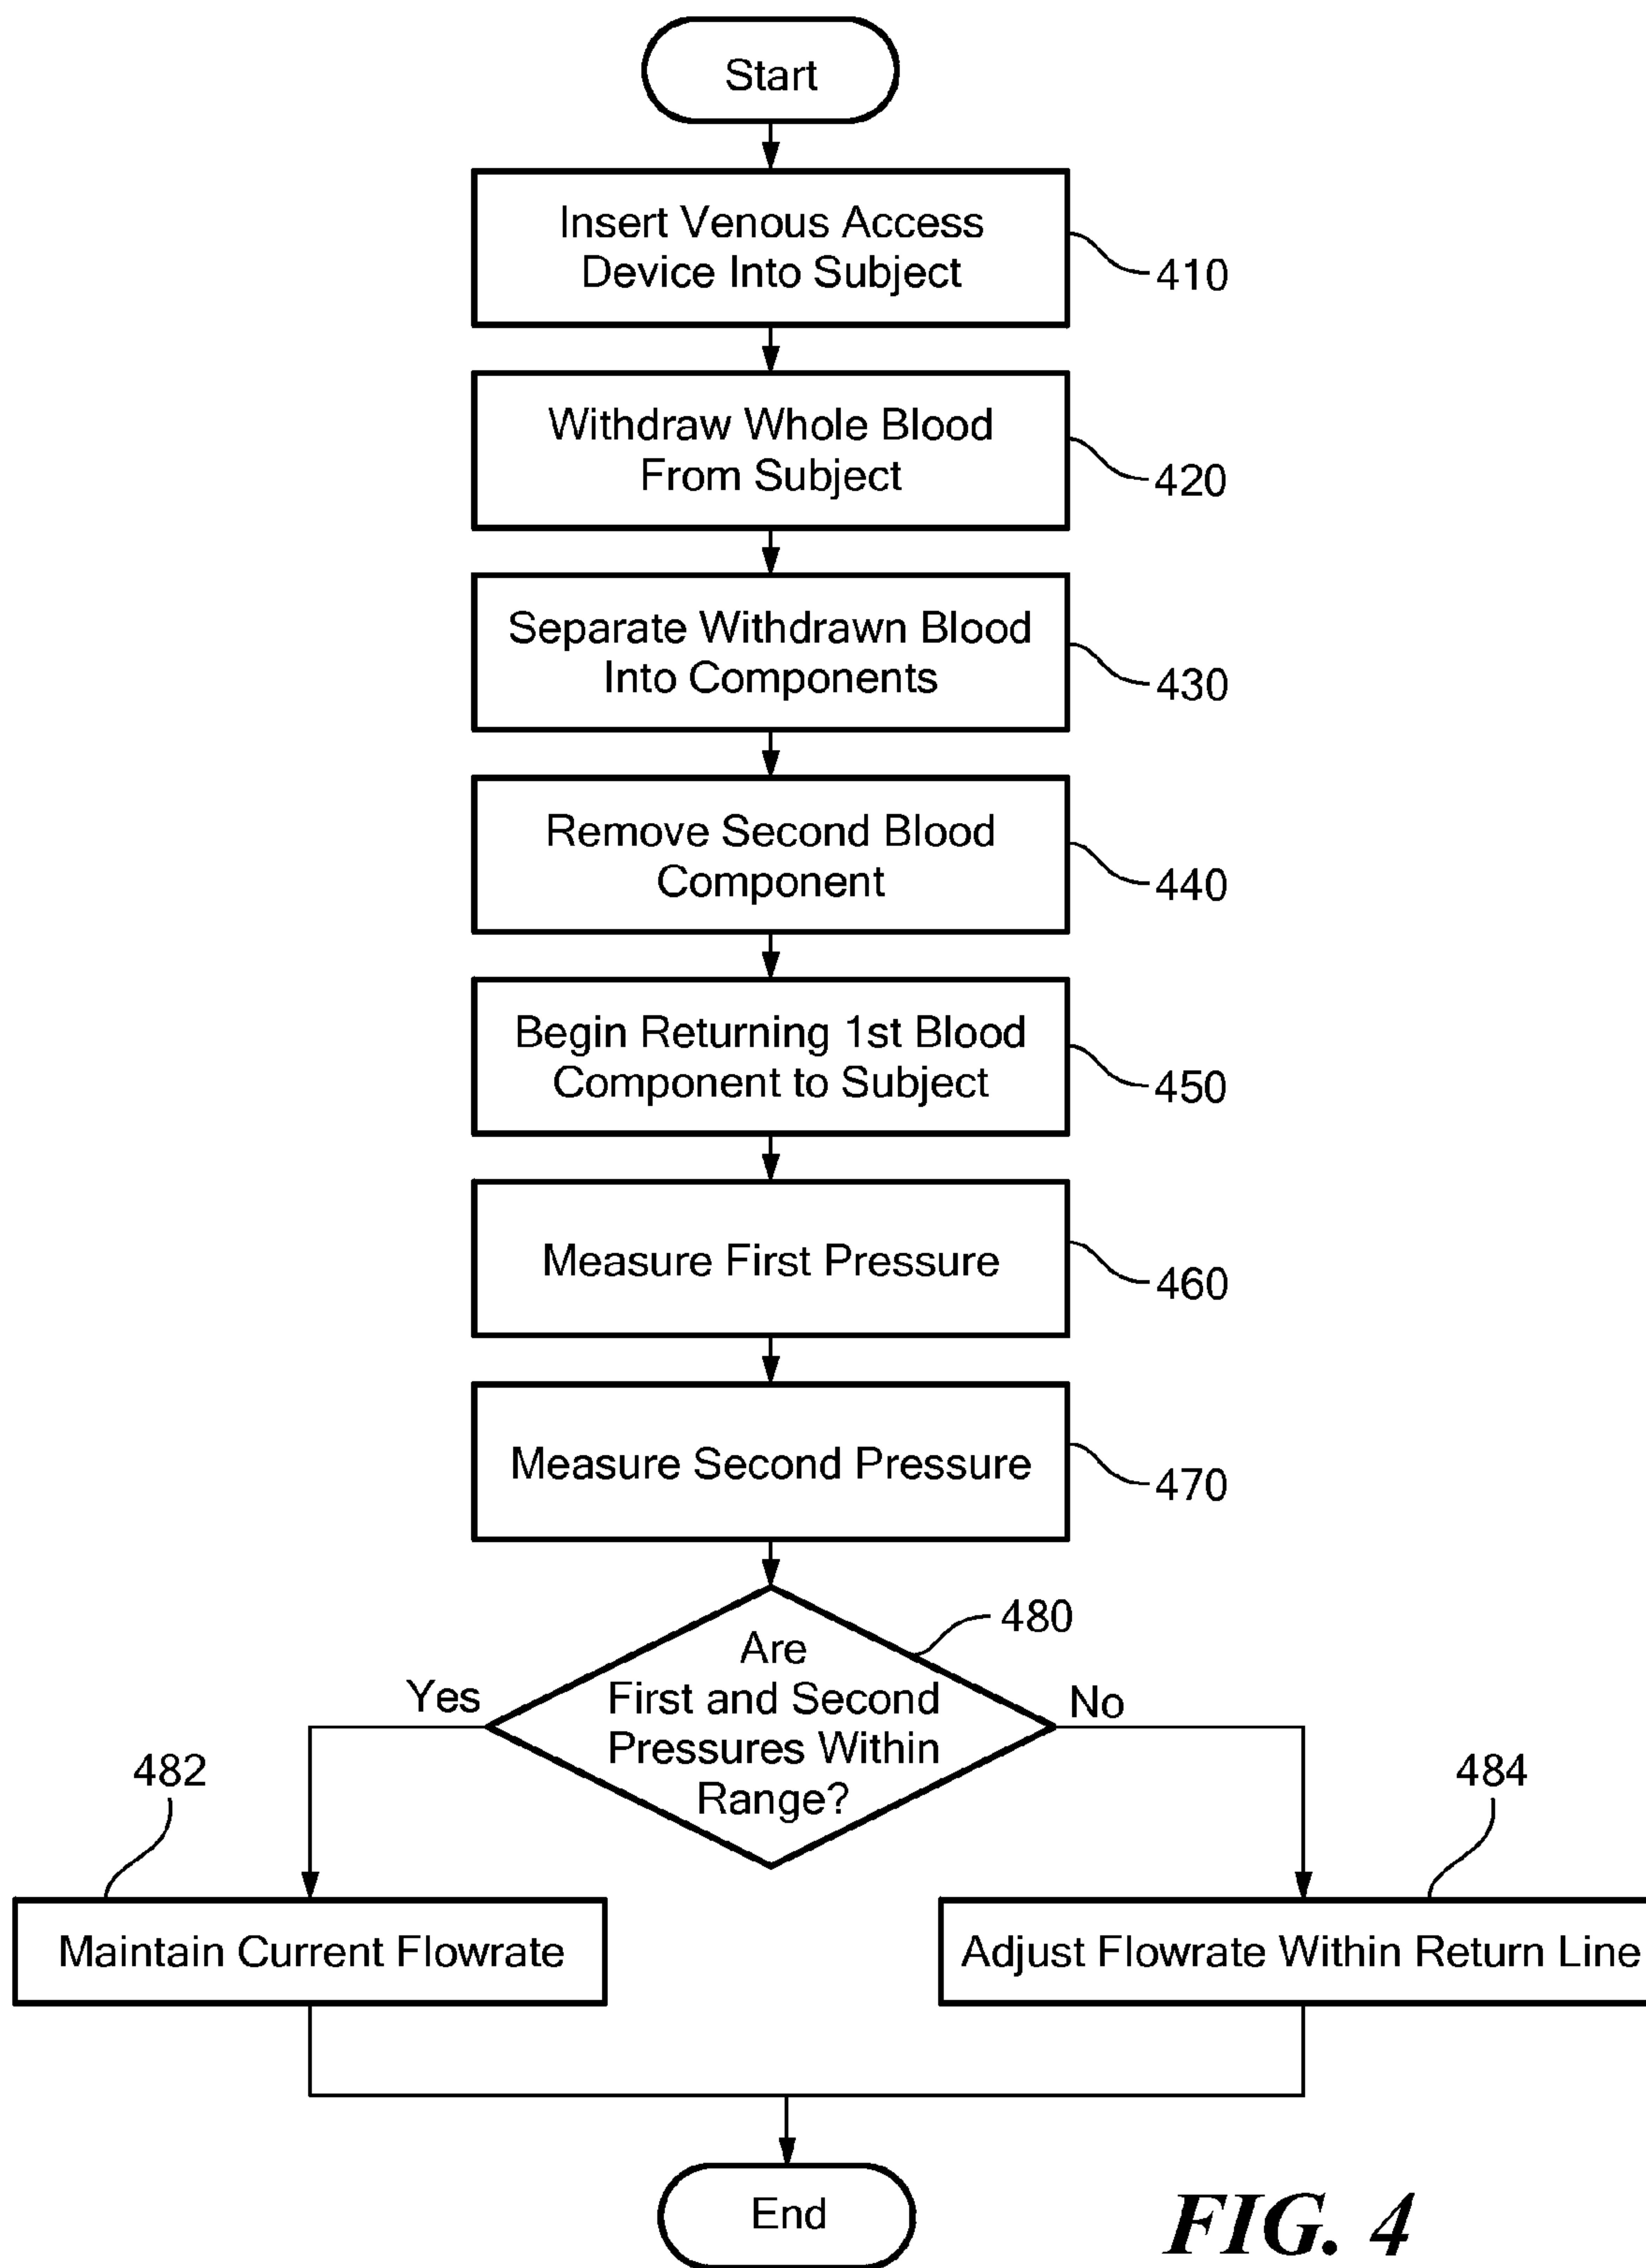 Start
Insert Venous Access
Device Into Subject
410
Withdraw Whole Blood
From Subject
420
Separate Withdrawn Blood
Into Components
430
Remove Second Blood
Component
440
Begin Returning 1st Blood
Component to Subject
450
Measure First Pressure
460
Measure Second Pressure
470
480
Are
First and Second
Pressures Within
Range?
Yes
No
482
484
Maintain Current Flowrate
Adjust Flowrate Within Return Line
End
FIG. 4